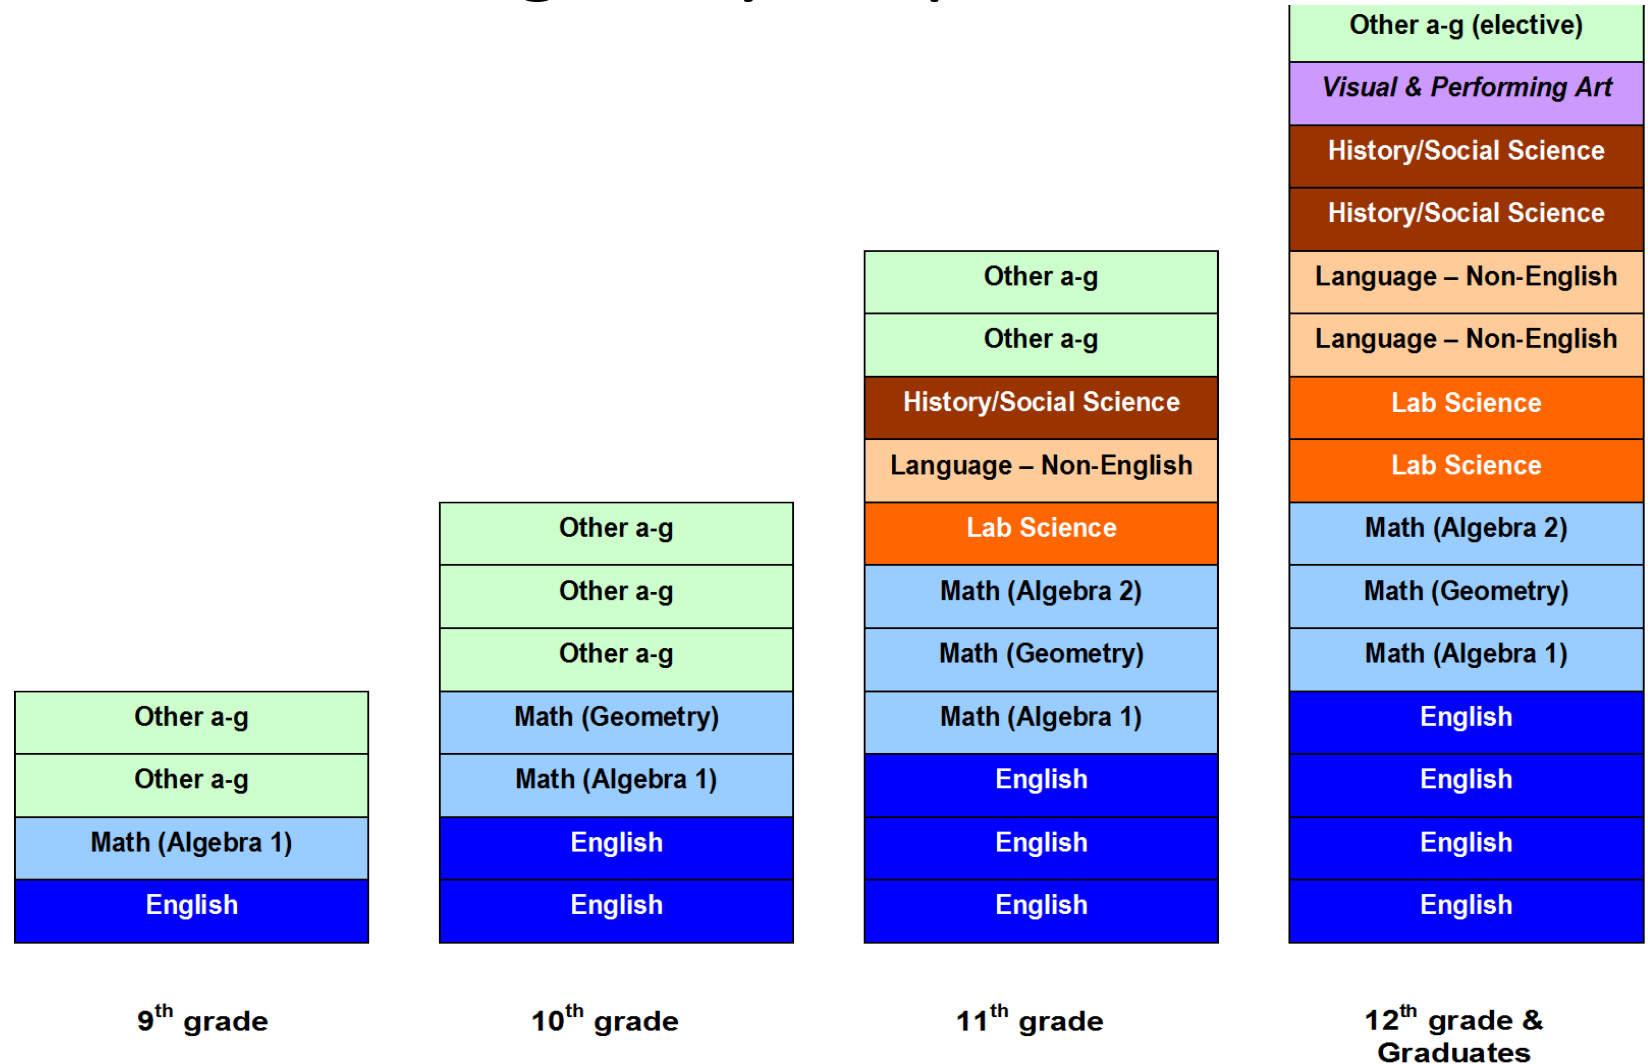 Other a-g (elective)
Visual & Performing Art
History/Social Science
History/Social Science
Language – Non-English
Language – Non-English
Lab Science
Lab Science
Math (Algebra 2)
Math (Geometry)
Math (Algebra 1)
English
English
English
English
Other a-g
Other a-g
History/Social Science
Language – Non-English
Lab Science
Math (Algebra 2)
Math (Geometry)
Math (Algebra 1)
English
English
English
Other a-g
Other a-g
Other a-g
Math (Geometry)
Math (Algebra 1)
English
English
Other a-g
Other a-g
Math (Algebra 1)
English
9th grade
10th grade
11th grade
12th grade &
Graduates